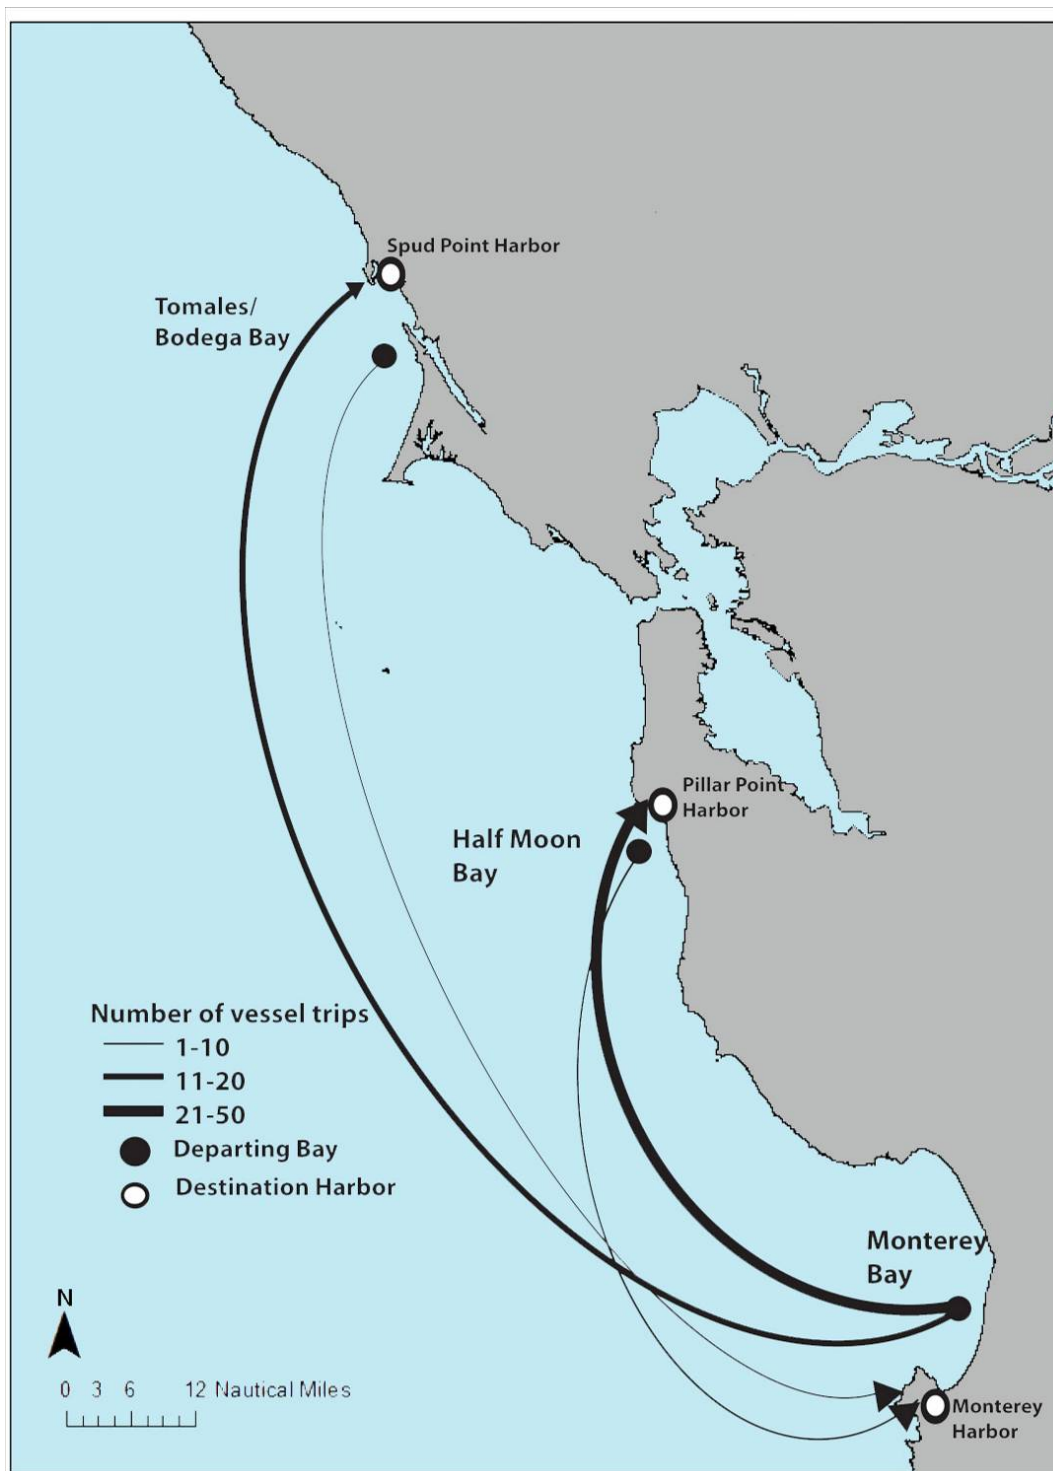 Spud Point Harbor
Tomales/
Bodega Bay
Pillar Point
Harbor
Half Moon
Bay
Number of vessel trips
1-10
11-20
21-50
Departing Bay
Destination Harbor
Monterey
Bay
N
0 3 6 12 Nautical Miles
Monterey
Harbor